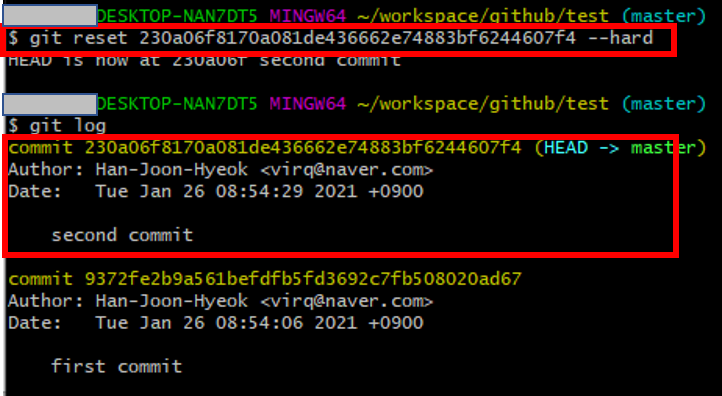 DESKTOP-NAN7DT5 MINGW64 ~/workspace/github/test (master)
$ git reset 230a06f8170a081de436662e74883bf6244607f4 --hard
HEAD is now at 230a06f second commit
DESKTOP-NAN7DT5 MINGW64 ~/workspace/github/test (master)
$ git log
commit 230a06f8170a081de436662e74883bf6244607f4 (HEAD -> master)
Author: Han-Joon-Hyeok <virq@naver.com>
Date:   Tue Jan 26 08:54:29 2021 +0900
second commit
commit 9372fe2b9a561befdfb5fd3692c7fb508020ad67
Author: Han-Joon-Hyeok <virq@naver.com>
Date:   Tue Jan 26 08:54:06 2021 +0900
first commit